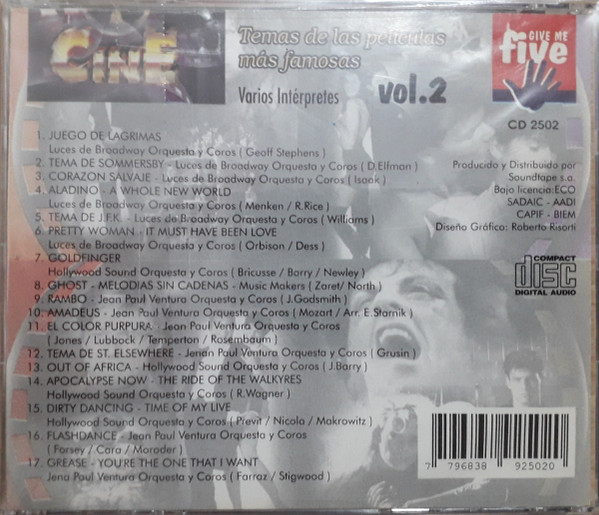 CINE
Temas de las películas
más famosas
Varios Intérpretes
vol.2
GIVE ME
five
CD 2502
1. JUEGO DE LAGRIMAS
Luces de Broadway Orquesta y Coros ( Geoff Stephens )
2. TEMA DE SOMMERSBY - Luces de Broadway Orquesta y Coros ( D.Elfman )
3. CORAZON SALVAJE - Luces de Broadway Orquesta y Coros ( Isaak )
4. ALADINO - A WHOLE NEW WORLD
Luces de Broadway Orquesta y Coros ( Menken / R.Rice )
5. TEMA DE J.F.K. - Luces de Broadway Orquesta y Coros ( Williams )
6. PRETTY WOMAN - IT MUST HAVE BEEN LOVE
Luces de Broadway Orquesta y Coros ( Orbison / Dess )
7. GOLDFINGER
Hollywood Sound Orquesta y Coros ( Bricusse / Barry / Newley )
8. GHOST - MELODIAS SIN CADENAS - Music Makers ( Zaret/ North )
9. RAMBO - Jean Paul Ventura Orquesta y Coros ( J.Godsmith )
10. AMADEUS - Jean Paul Ventura Orquesta y Coros ( Mozart / Arr. E.Starnik )
11. EL COLOR PURPURA - Jean Paul Ventura Orquesta y Coros
( Jones / Lubbock / Temperton / Rosembaum )
12. TEMA DE ST. ELSEWHERE - Jenan Paul Ventura Orquesta y Coros ( Grusin )
13. OUT OF AFRICA - Hollywood Sound Orquesta y Coros ( J.Barry )
14. APOCALYPSE NOW - THE RIDE OF THE WALKYRES
Hollywood Sound Orquesta y Coros ( R.Wagner )
15. DIRTY DANCING - TIME OF MY LIVE
Hollywood Sound Orquesta y Coros ( Previt / Nicola / Makrowitz )
16. FLASHDANCE - Jean Paul Ventura Orquesta y Coros
( Forsey / Cara / Moroder )
17. GREASE - YOU'RE THE ONE THAT I WANT
Jena Paul Ventura Orquesta y Coros ( Farraz / Stigwood )
Producido y Distribuido por
Soundtape s.a.
Bajo licencia:ECO
SADAIC - AADI
CAPIF - BIEM
Diseño Gráfico: Roberto Risorti
COMPACT
disc
DIGITAL AUDIO
7 796838 925020